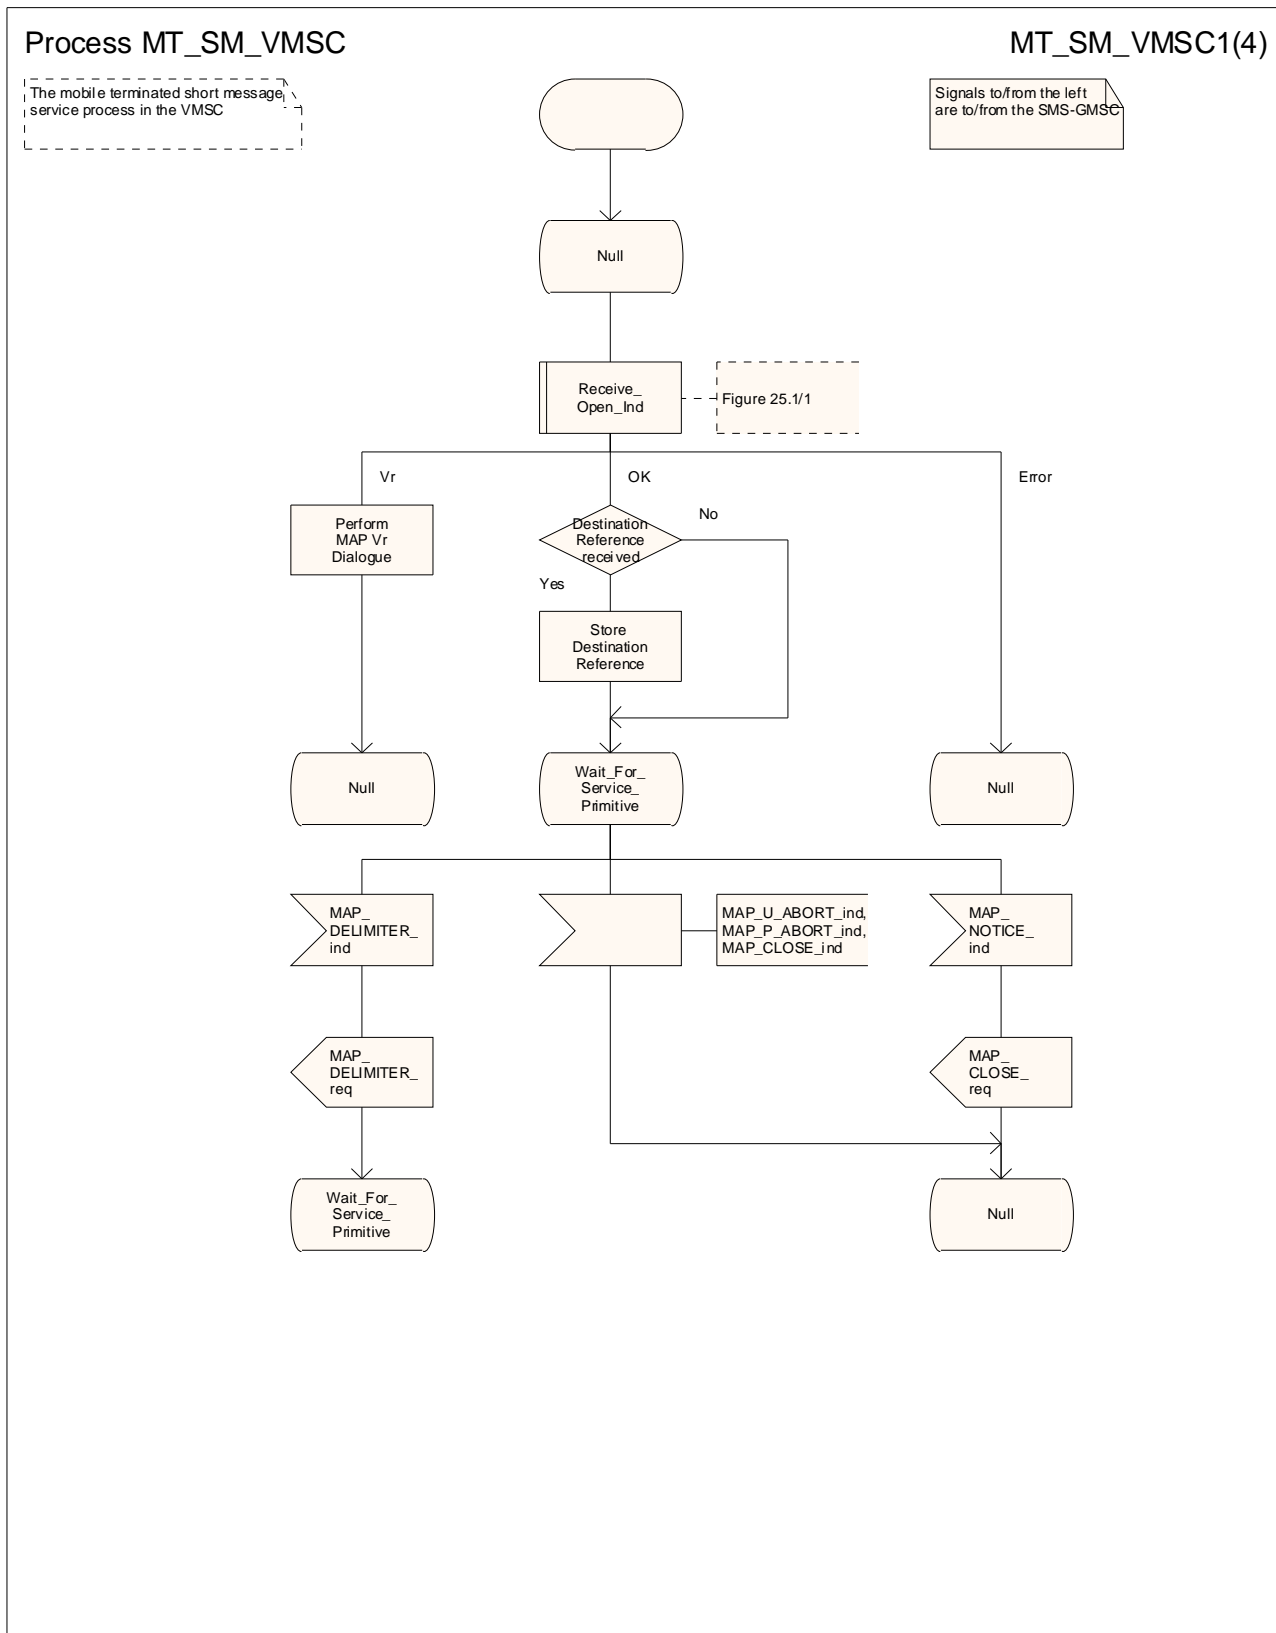 Process MT_SM_VMSC
MT_SM_VMSC1(4)
The mobile terminated short message
service process in the VMSC
Signals to/from the left
are to/from the SMS-GMSC
Null
Receive_
Open_Ind
Figure 25.1/1
Vr
OK
Error
Perform
MAP Vr
Dialogue
Destination
Reference
received
No
Yes
Store
Destination
Reference
Null
Wait_For_
Service_
Primitive
Null
MAP_
DELIMITER_
ind
MAP_U_ABORT_ind,
MAP_P_ABORT_ind,
MAP_CLOSE_ind
MAP_
NOTICE_
ind
MAP_
DELIMITER_
req
MAP_
CLOSE_
req
Wait_For_
Service_
Primitive
Null